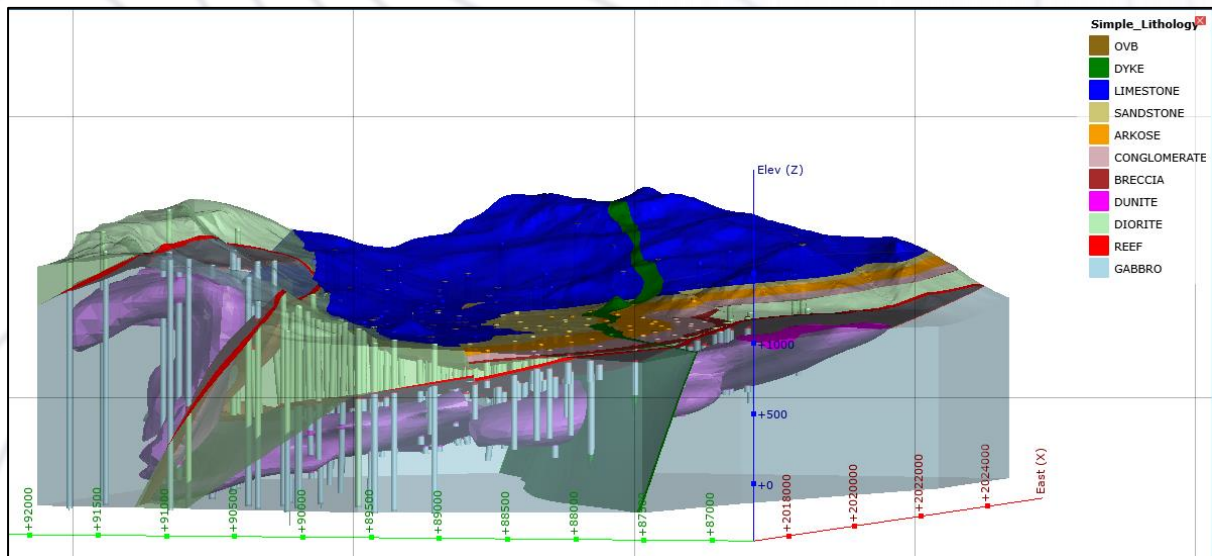 Simple_Lithology
OVB
DYKE
LIMESTONE
SANDSTONE
ARKOSE
CONGLOMERATE
BRECCIA
DUNITE
DIORITE
REEF
GABBRO
Elev (Z)
+1000
+500
+0
+92000
+91500
+91000
+90500
+90000
+89500
+89000
+88500
+88000
+87500
+87000
+2018000
+2020000
+2022000
+2024000
East (X)